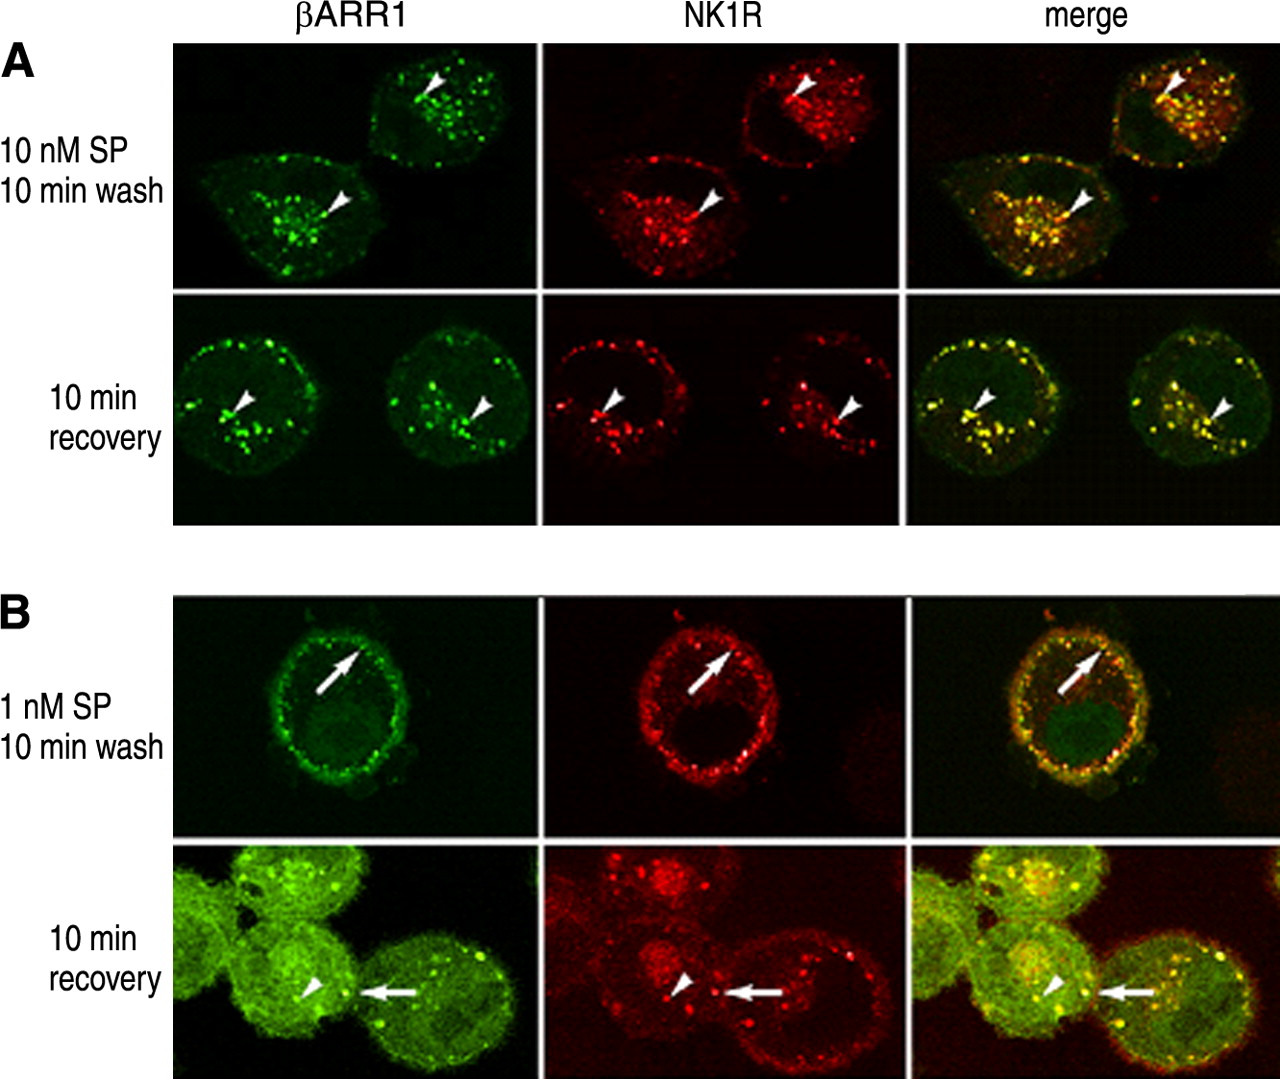 βARR1 NK1R merge
A
10 nM SP
10 min wash
10 min
recovery
B
1 nM SP
10 min wash
10 min
recovery